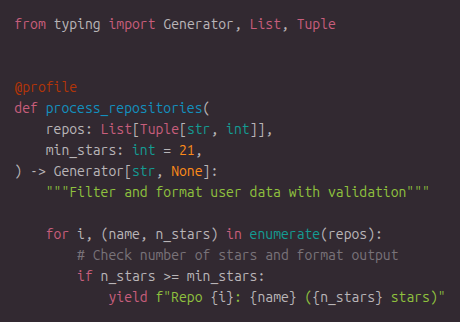 from typing import Generator, List, Tuple
@profile
def process_repositories(
    repos: List[Tuple[str, int]],
    min_stars: int = 21,
) -> Generator[str, None]:
    """Filter and format user data with validation"""
    for i, (name, n_stars) in enumerate(repos):
        # Check number of stars and format output
        if n_stars >= min_stars:
            yield f"Repo {i}: {name} ({n_stars} stars)"